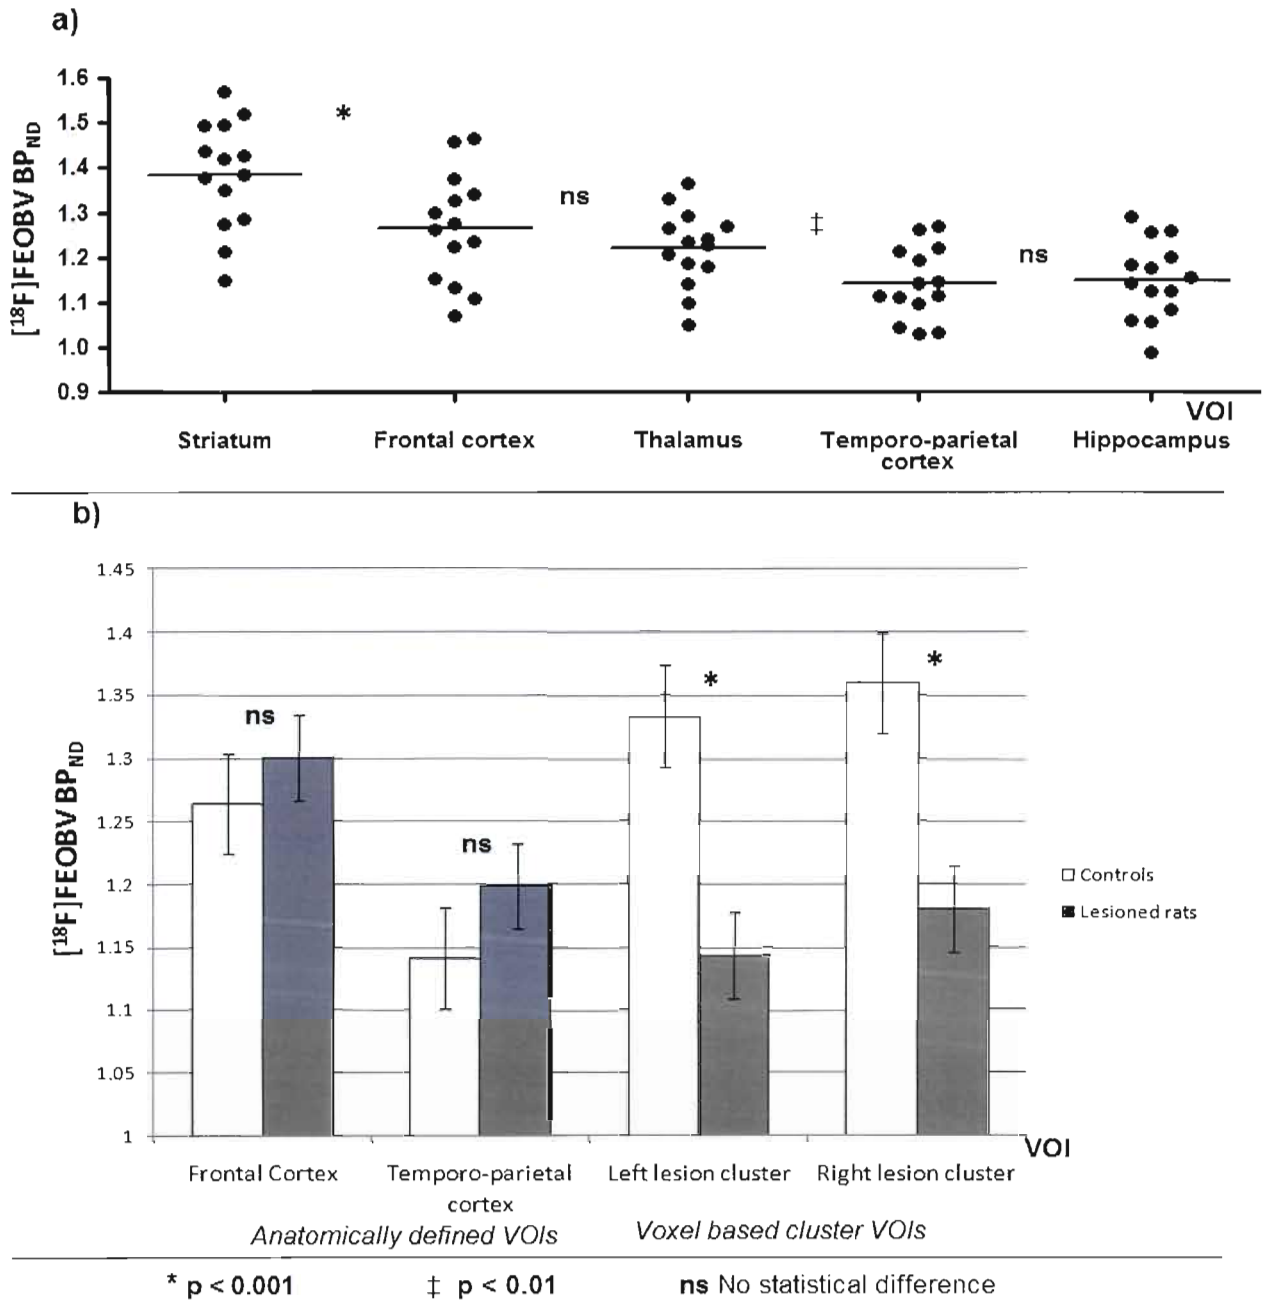 a)
[¹⁸F]FEOBV BP_ND
1.6
1.5
1.4
1.3
1.2
1.1
1.0
0.9
*
ns
‡
ns
VOI
Striatum
Frontal cortex
Thalamus
Temporo-parietal
cortex
Hippocampus
b)
[¹⁸F]FEOBV BP_ND
1.45
1.4
1.35
1.3
1.25
1.2
1.15
1.1
1.05
1
ns
ns
*
*
Controls
Lesioned rats
VOI
Frontal Cortex
Temporo-parietal
cortex
Left lesion cluster
Right lesion cluster
Anatomically defined VOIs
Voxel based cluster VOIs
* p < 0.001
‡ p < 0.01
ns No statistical difference